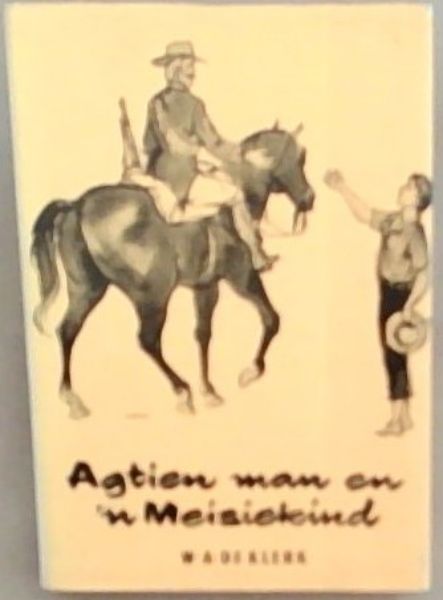 Agtien man en
'n Meisiekind
W A DE KLERK